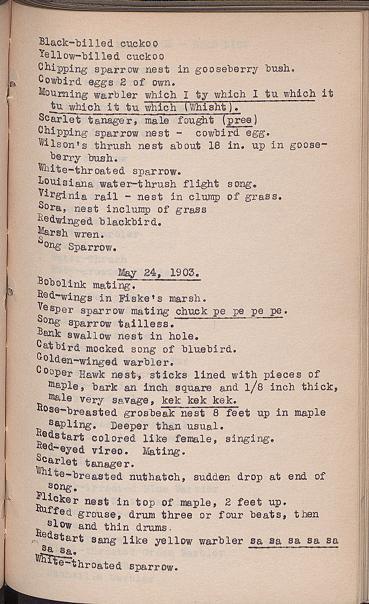 Black-billed cuckoo
Yellow-billed cuckoo
Chipping sparrow nest in gooseberry bush.
Cowbird eggs 2 of own.
Mourning warbler which I ty which I tu which it
tu which it tu which (Whisht).
Scarlet tanager, male fought (pree)
Chipping sparrow nest - cowbird egg.
Wilson's thrush nest about 18 in. up in goose-
berry bush.
White-throated sparrow.
Louisiana water-thrush flight song.
Virginia rail - nest in clump of grass.
Sora, nest inclump of grass
Redwinged blackbird.
Marsh wren.
Song Sparrow.
May 24, 1903.
Bobolink mating.
Red-wings in Fiske's marsh.
Vesper sparrow mating chuck pe pe pe pe.
Song sparrow tailless.
Bank swallow nest in hole.
Catbird mocked song of bluebird.
Golden-winged warbler.
Cooper Hawk nest, sticks lined with pieces of
maple, bark an inch square and 1/8 inch thick,
male very savage, kek kek kek.
Rose-breasted grosbeak nest 8 feet up in maple
sapling. Deeper than usual.
Redstart colored like female, singing.
Red-eyed vireo. Mating.
Scarlet tanager.
White-breasted nuthatch, sudden drop at end of
song.
Flicker nest in top of maple, 2 feet up.
Ruffed grouse, drum three or four beats, then
slow and thin drums.
Redstart sang like yellow warbler sa sa sa sa sa
sa sa.
White-throated sparrow.